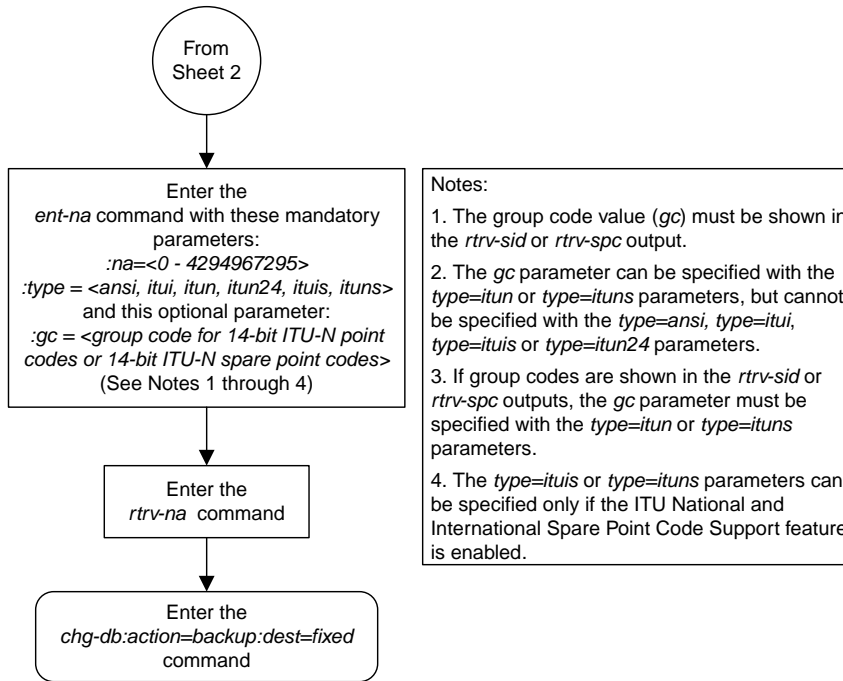 From
Sheet 2
Enter the
ent-na command with these mandatory
parameters:
:na=<0 - 4294967295>
:type = <ansi, itui, itun, itun24, ituis, ituns>
and this optional parameter:
:gc = <group code for 14-bit ITU-N point
codes or 14-bit ITU-N spare point codes>
(See Notes 1 through 4)
Notes:
1. The group code value (gc) must be shown in
the rtrv-sid or rtrv-spc output.
2. The gc parameter can be specified with the
type=itun or type=ituns parameters, but cannot
be specified with the type=ansi, type=itui,
type=ituis or type=itun24 parameters.
3. If group codes are shown in the rtrv-sid or
rtrv-spc outputs, the gc parameter must be
specified with the type=itun or type=ituns
parameters.
4. The type=ituis or type=ituns parameters can
be specified only if the ITU National and
International Spare Point Code Support feature
is enabled.
Enter the
rtrv-na command
Enter the
chg-db:action=backup:dest=fixed
command